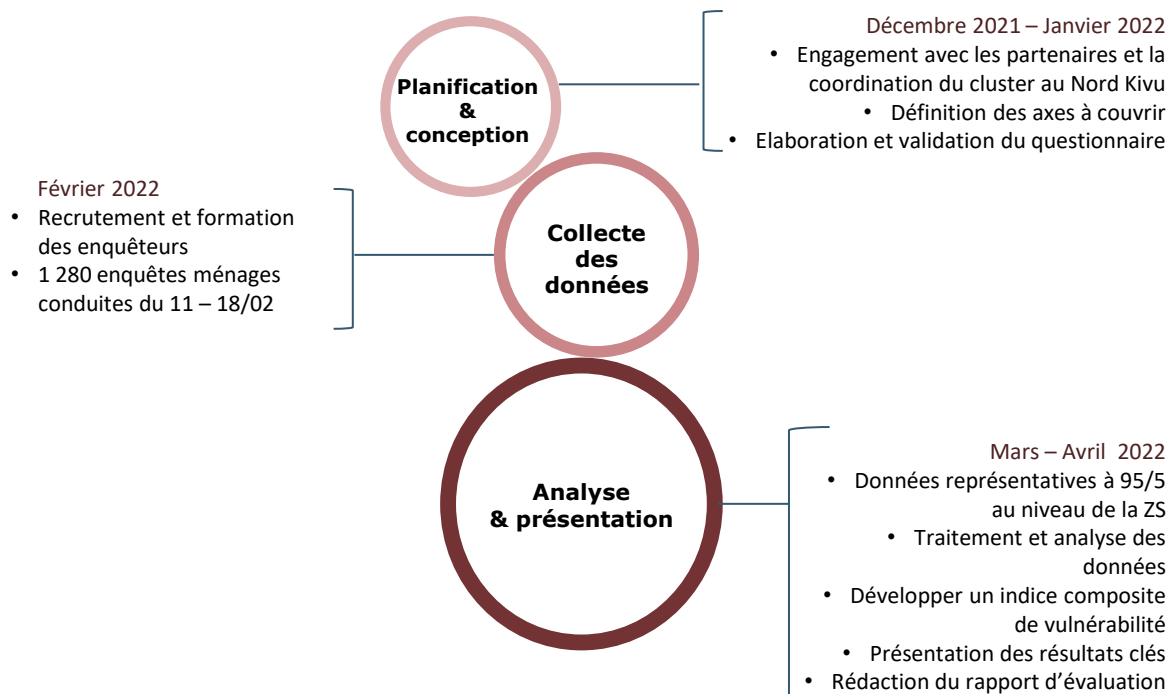 Planification
&
conception
Décembre 2021 – Janvier 2022
• Engagement avec les partenaires et la
coordination du cluster au Nord Kivu
• Définition des axes à couvrir
• Elaboration et validation du questionnaire
Février 2022
• Recrutement et formation
des enquêteurs
• 1 280 enquêtes ménages
conduites du 11 – 18/02
Collecte
des
données
Analyse
& présentation
Mars – Avril 2022
• Données représentatives à 95/5
au niveau de la ZS
• Traitement et analyse des
données
• Développer un indice composite
de vulnérabilité
• Présentation des résultats clés
• Rédaction du rapport d’évaluation